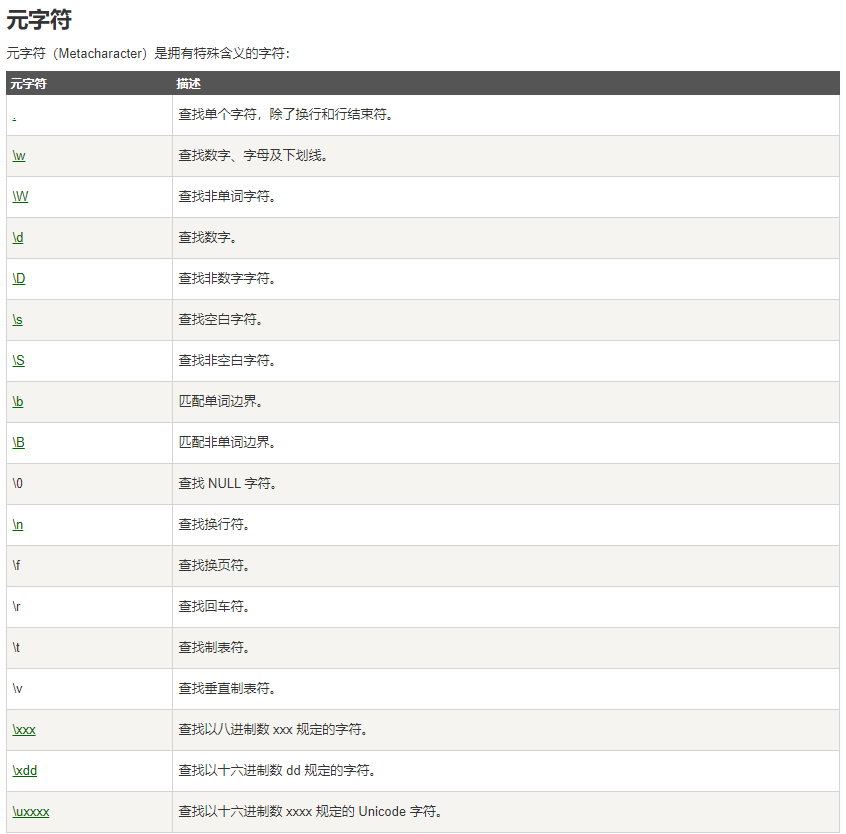 元字符
元字符（Metacharacter）是拥有特殊含义的字符：
元字符 描述
. 查找单个字符，除了换行和行结束符。
\w 查找数字、字母及下划线。
\W 查找非单词字符。
\d 查找数字。
\D 查找非数字字符。
\s 查找空白字符。
\S 查找非空白字符。
\b 匹配单词边界。
\B 匹配非单词边界。
\0 查找 NULL 字符。
\n 查找换行符。
\f 查找换页符。
\r 查找回车符。
\t 查找制表符。
\v 查找垂直制表符。
\xxx 查找以八进制数 xxx 规定的字符。
\xdd 查找以十六进制数 dd 规定的字符。
\uxxxx 查找以十六进制数 xxxx 规定的 Unicode 字符。